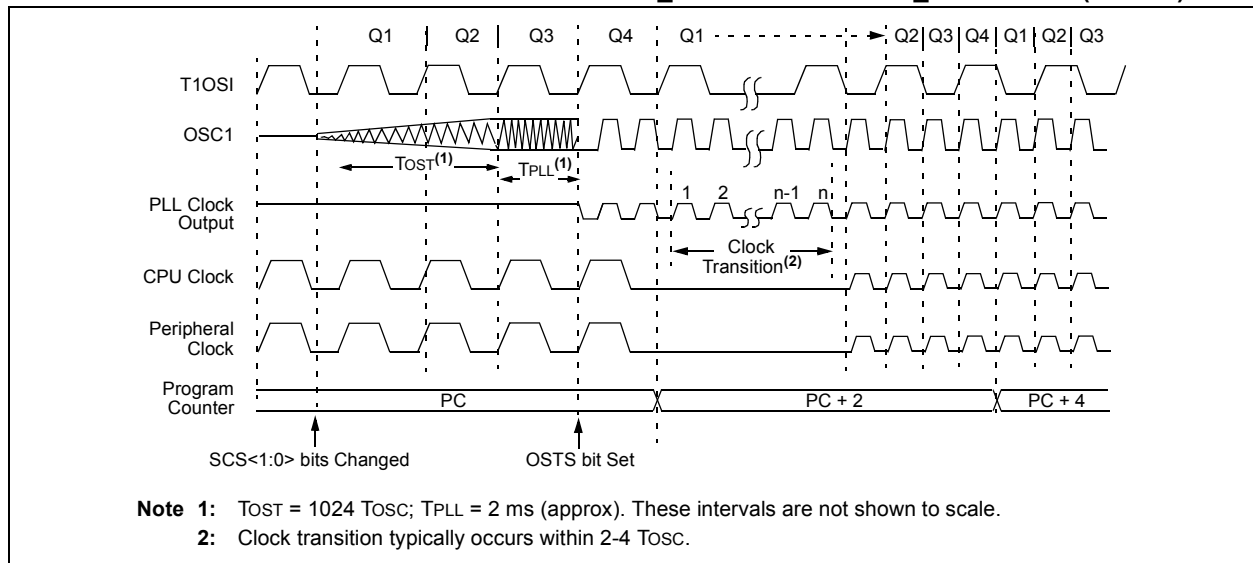 Q1 Q2 Q3 Q4 Q1 Q2 Q3 Q4 Q1 Q2 Q3
T1OSI
OSC1
TOST(1) TPLL(1)
1 2 n-1 n
PLL Clock
Output
Clock
Transition(2)
CPU Clock
Peripheral
Clock
Program
Counter
PC PC + 2 PC + 4
SCS<1:0> bits Changed OSTS bit Set
Note 1: TOST = 1024 TOSC; TPLL = 2 ms (approx). These intervals are not shown to scale.
2: Clock transition typically occurs within 2-4 TOSC.